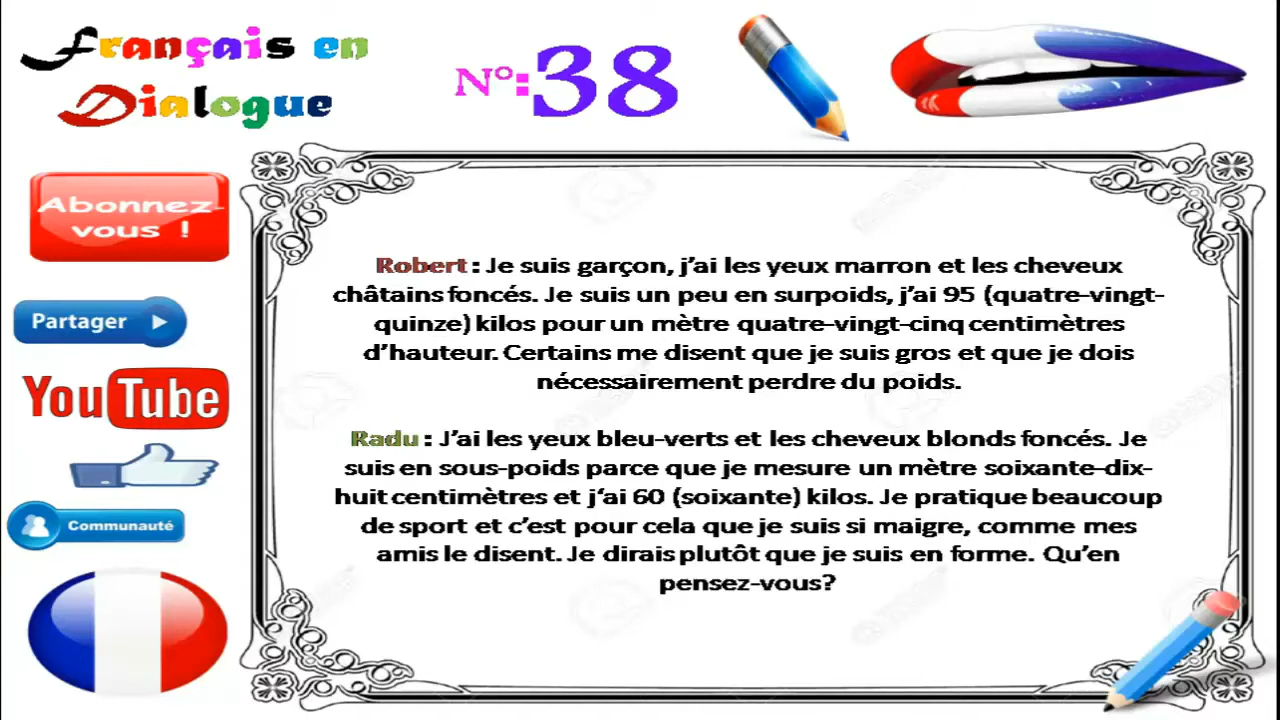 Français en
Dialogue
N°:38
Abonnez-
vous !
Partager
YouTube
Communauté
Robert : Je suis garçon, j’ai les yeux marron et les cheveux
châtains foncés. Je suis un peu en surpoids, j’ai 95 (quatre-vingt-
quinze) kilos pour un mètre quatre-vingt-cinq centimètres
d’hauteur. Certains me disent que je suis gros et que je dois
nécessairement perdre du poids.
Radu : J’ai les yeux bleu-verts et les cheveux blonds foncés. Je
suis en sous-poids parce que je mesure un mètre soixante-dix-
huit centimètres et j‘ai 60 (soixante) kilos. Je pratique beaucoup
de sport et c’est pour cela que je suis si maigre, comme mes
amis le disent. Je dirais plutôt que je suis en forme. Qu’en
pensez-vous?